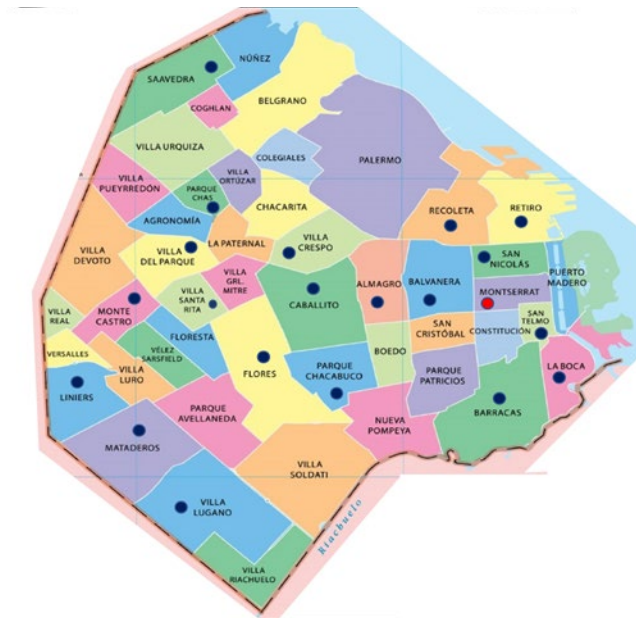 NÚÑEZ
SAAVEDRA
BELGRANO
COGHLAN
VILLA URQUIZA
COLEGIALES
PALERMO
VILLA
ORTÚZAR
VILLA
PUEYRREDÓN
PARQUE
CHAS
CHACARITA
RETIRO
AGRONOMÍA
RECOLETA
VILLA
CRESPO
LA PATERNAL
VILLA
DEVOTO
VILLA
DEL PARQUE
SAN
NICOLÁS
PUERTO
MADERO
VILLA
GRL.
MITRE
ALMAGRO
BALVANERA
VILLA
SANTA
RITA
CABALLITO
MONTSERRAT
MONTE
CASTRO
VILLA
REAL
SAN
TELMO
SAN
CRISTÓBAL
CONSTITUCIÓN
FLORESTA
VÉLEZ
SARSFIELD
VERSALLES
BOEDO
VILLA
LURO
FLORES
PARQUE
CHACABUCO
PARQUE
PATRICIOS
LA BOCA
LINIERS
PARQUE
AVELLANEDA
BARRACAS
NUEVA
POMPEYA
MATADEROS
VILLA
SOLDATI
VILLA
LUGANO
Riachuelo
VILLA
RIACHUELO